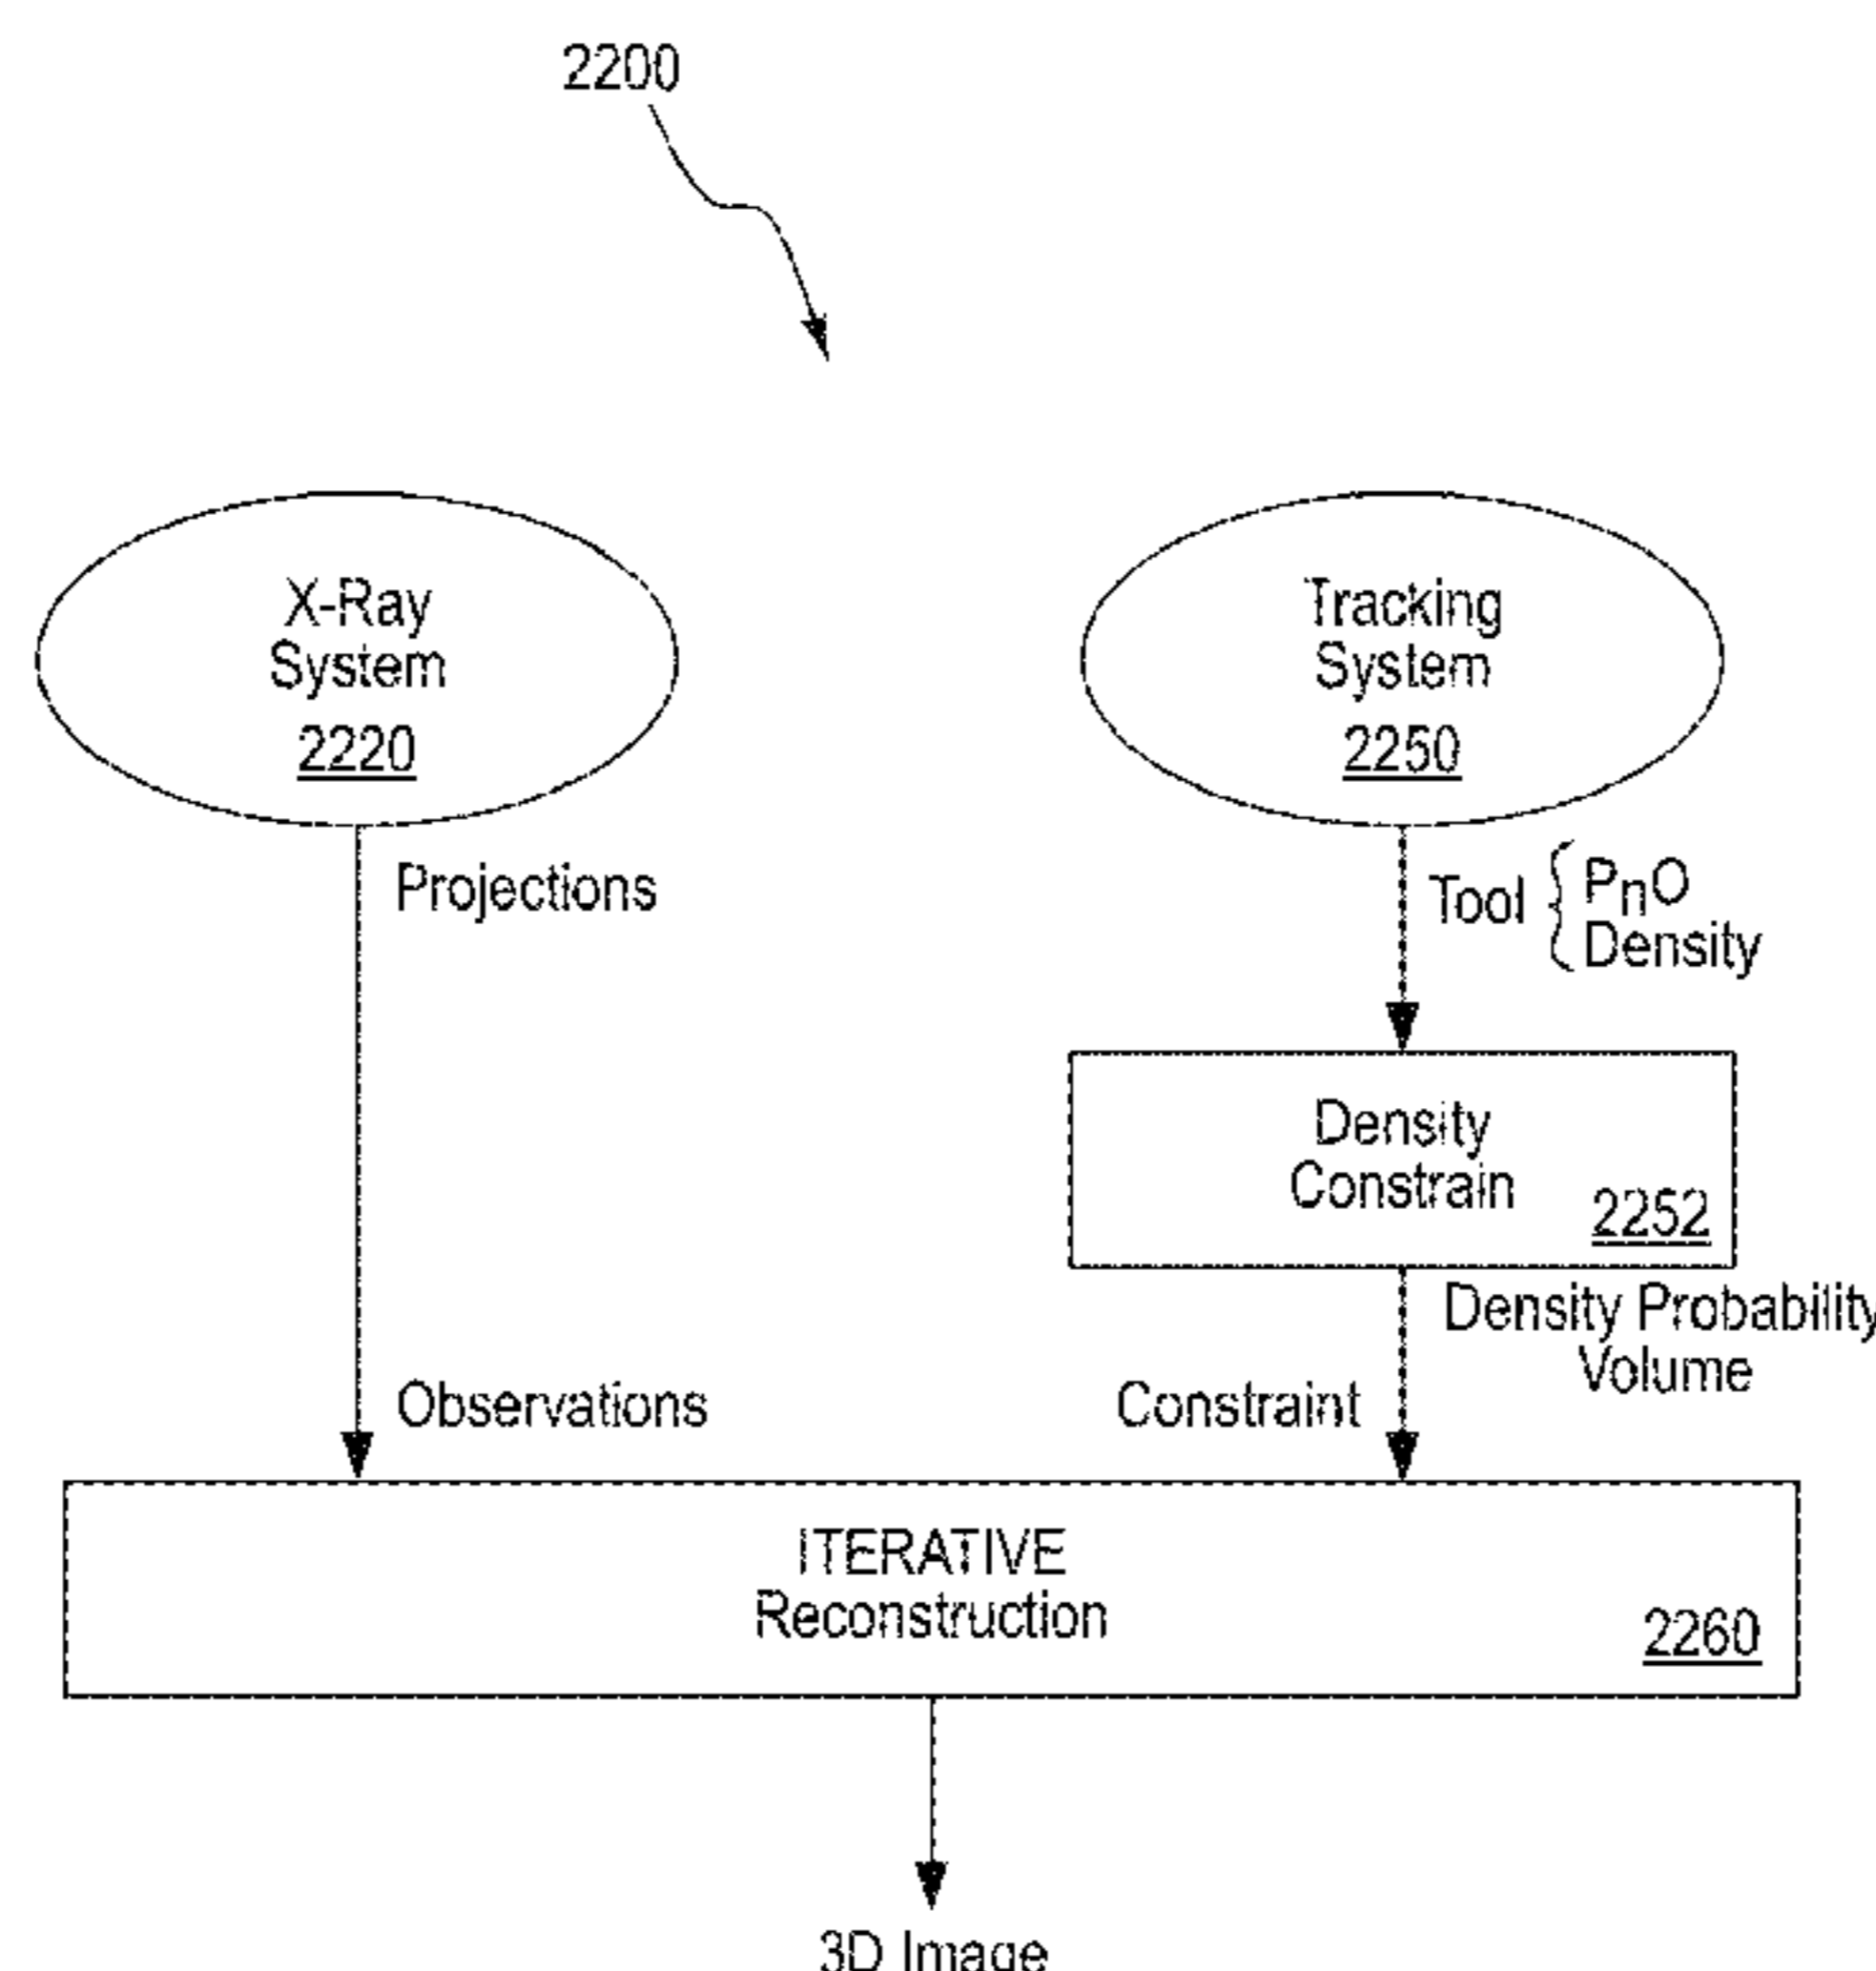 2200
X-Ray
System
2220
Tracking
System
2250
Projections
Tool { PnO
Density
Density
Constrain
2252
Density Probability
Volume
Observations
Constraint
ITERATIVE
Reconstruction
2260
3D Image